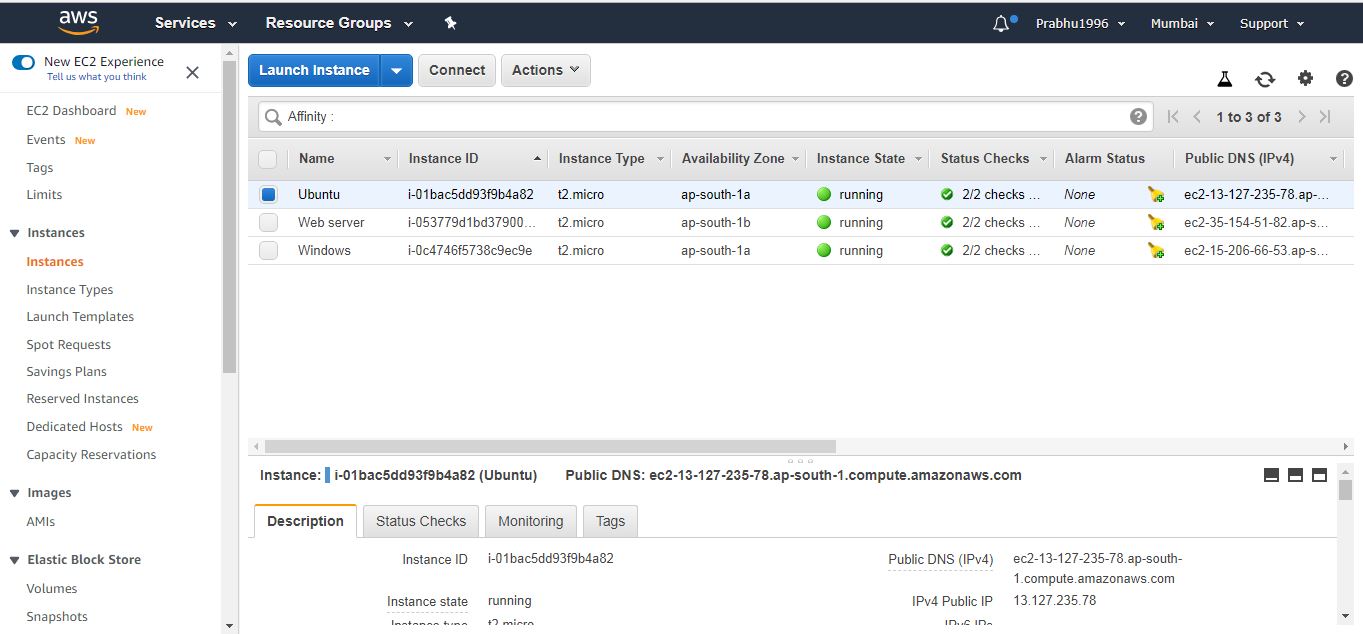 aws Services Resource Groups Prabhu1996 Mumbai Support
New EC2 Experience
Tell us what you think
EC2 Dashboard New
Events New
Tags
Limits
Instances
Instances
Instance Types
Launch Templates
Spot Requests
Savings Plans
Reserved Instances
Dedicated Hosts New
Capacity Reservations
Images
AMIs
Elastic Block Store
Volumes
Snapshots
Launch Instance Connect Actions
Affinity : 1 to 3 of 3
Name Instance ID Instance Type Availability Zone Instance State Status Checks Alarm Status Public DNS (IPv4)
Ubuntu i-01bac5dd93f9b4a82 t2.micro ap-south-1a running 2/2 checks ... None ec2-13-127-235-78.ap-...
Web server i-053779d1bd37900... t2.micro ap-south-1b running 2/2 checks ... None ec2-35-154-51-82.ap-s...
Windows i-0c4746f5738c9ec9e t2.micro ap-south-1a running 2/2 checks ... None ec2-15-206-66-53.ap-s...
Instance: i-01bac5dd93f9b4a82 (Ubuntu) Public DNS: ec2-13-127-235-78.ap-south-1.compute.amazonaws.com
Description Status Checks Monitoring Tags
Instance ID i-01bac5dd93f9b4a82 Public DNS (IPv4) ec2-13-127-235-78.ap-south-
1.compute.amazonaws.com
Instance state running IPv4 Public IP 13.127.235.78
Instance type t2.micro IPv6 IPs